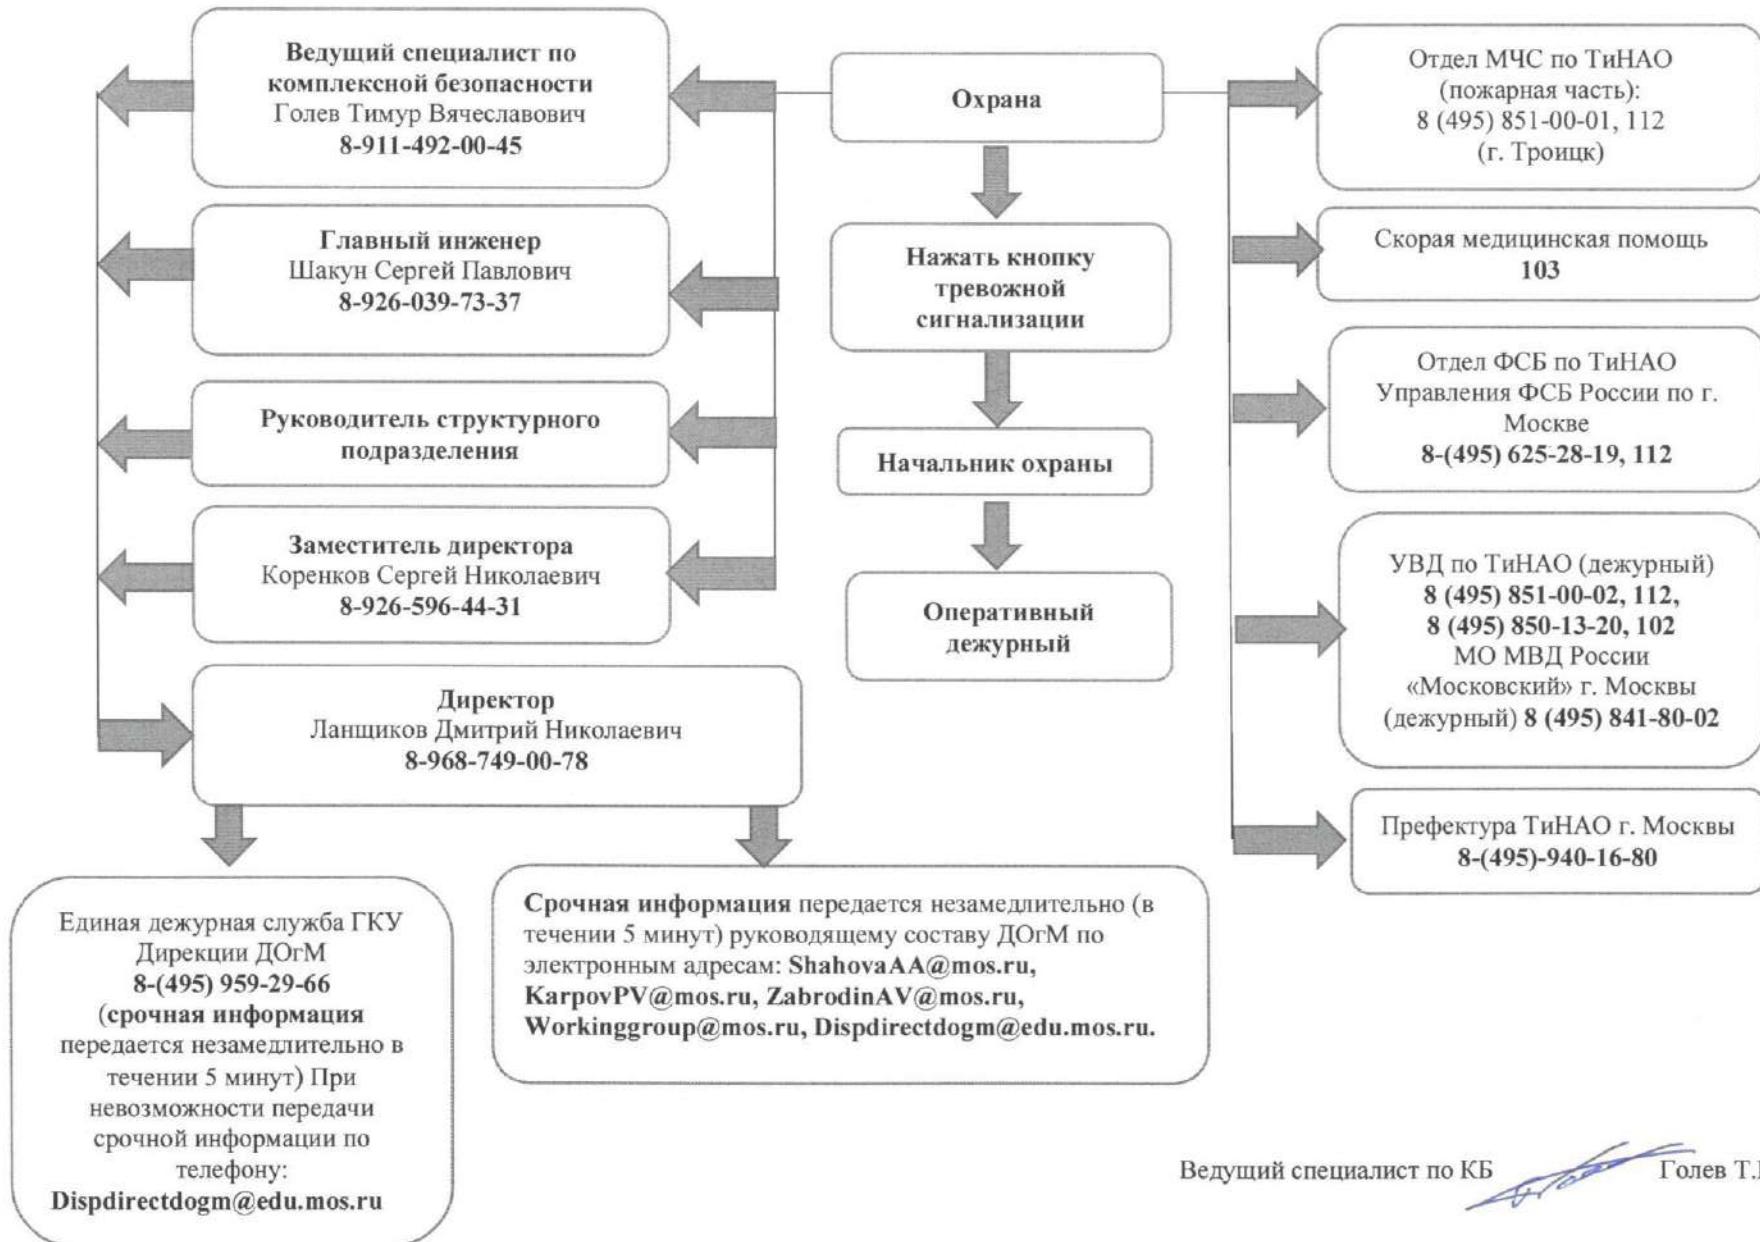 Ведущий специалист по
комплексной безопасности
Голев Тимур Вячеславович
8-911-492-00-45
Главный инженер
Шакун Сергей Павлович
8-926-039-73-37
Руководитель структурного
подразделения
Заместитель директора
Коренков Сергей Николаевич
8-926-596-44-31
Директор
Ланщиков Дмитрий Николаевич
8-968-749-00-78
Единая дежурная служба ГКУ
Дирекции ДОгМ
8-(495) 959-29-66
(срочная информация
передается незамедлительно в
течении 5 минут) При
невозможности передачи
срочной информации по
телефону:
Dispdirectdogm@edu.mos.ru
Срочная информация передается незамедлительно (в
течении 5 минут) руководящему составу ДОгМ по
электронным адресам: ShahovaAA@mos.ru,
KarpovPV@mos.ru, ZabrodinAV@mos.ru,
Workinggroup@mos.ru, Dispdirectdogm@edu.mos.ru.
Охрана
Нажать кнопку
тревожной
сигнализации
Начальник охраны
Оперативный
дежурный
Отдел МЧС по ТиНАО
(пожарная часть):
8 (495) 851-00-01, 112
(г. Троицк)
Скорая медицинская помощь
103
Отдел ФСБ по ТиНАО
Управления ФСБ России по г.
Москве
8-(495) 625-28-19, 112
УВД по ТиНАО (дежурный)
8 (495) 851-00-02, 112,
8 (495) 850-13-20, 102
МО МВД России
«Московский» г. Москвы
(дежурный) 8 (495) 841-80-02
Префектура ТиНАО г. Москвы
8-(495)-940-16-80
Ведущий специалист по КБ Голев Т.